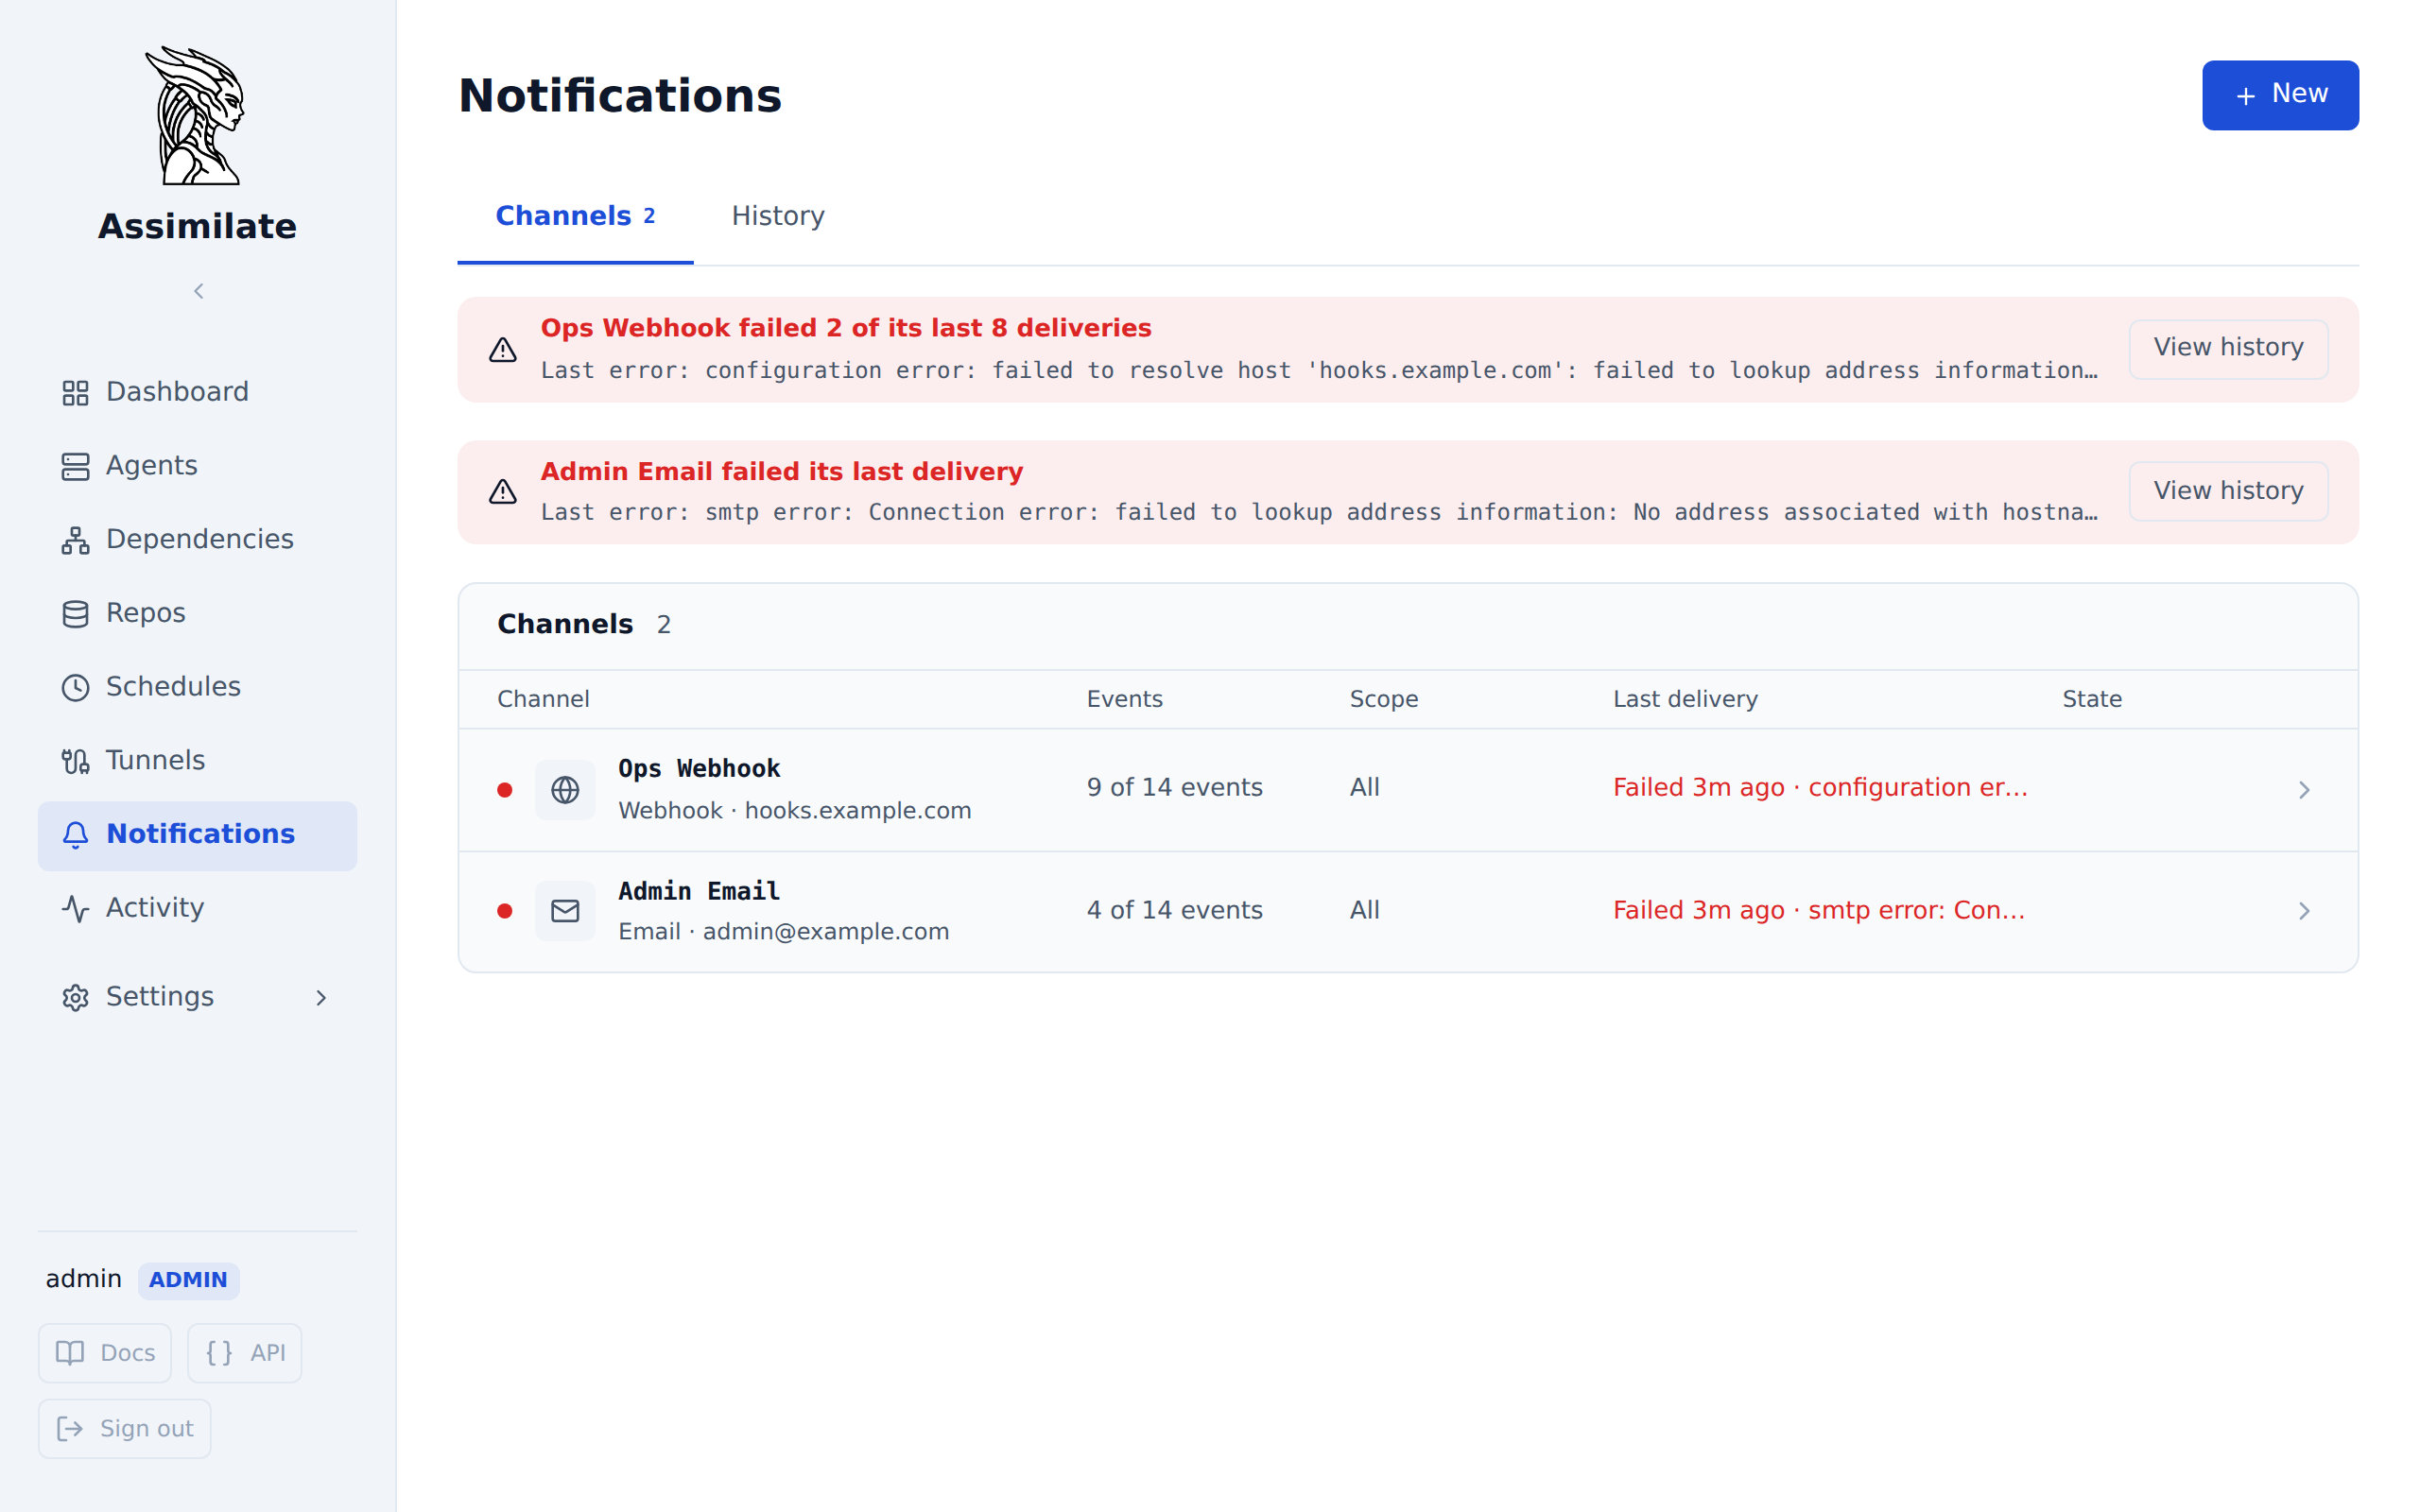 Assimilate
Dashboard
Agents
Dependencies
Repos
Schedules
Tunnels
Notifications
Activity
Settings
admin ADMIN
Docs
API
Sign out
Notifications
New
Channels 2
History
Ops Webhook failed 2 of its last 8 deliveries
Last error: configuration error: failed to resolve host 'hooks.example.com': failed to lookup address information…
View history
Admin Email failed its last delivery
Last error: smtp error: Connection error: failed to lookup address information: No address associated with hostna…
View history
Channels 2
Channel Events Scope Last delivery State
Ops Webhook
Webhook · hooks.example.com
9 of 14 events All Failed 3m ago · configuration er…
Admin Email
Email · admin@example.com
4 of 14 events All Failed 3m ago · smtp error: Con…